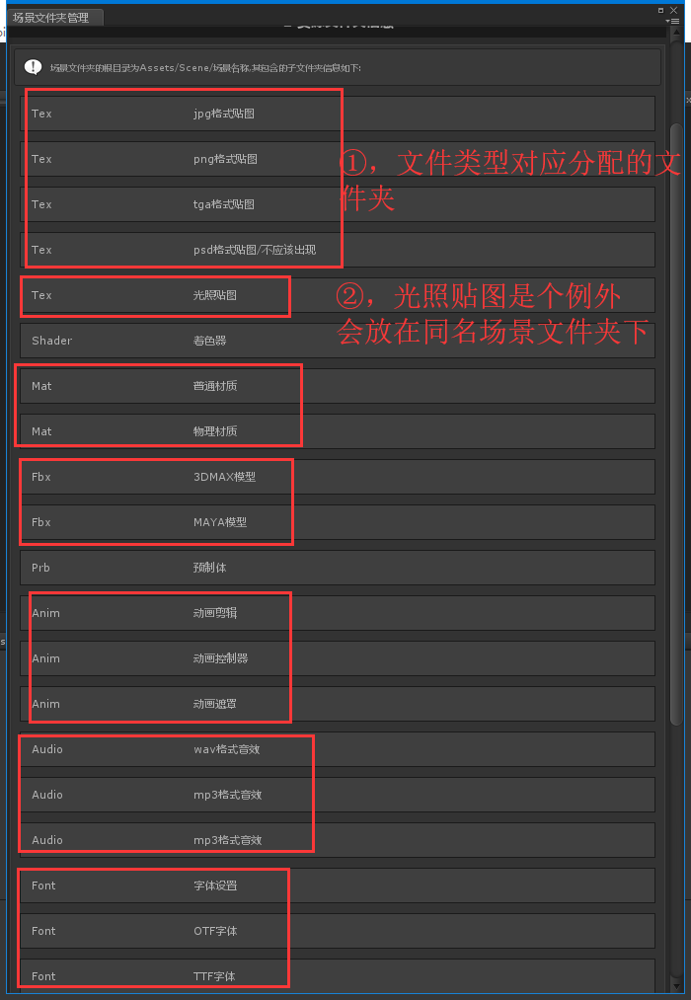 场景文件夹管理
场景文件夹的根目录为Assets/Scene/场景名称,其包含的子文件夹信息如下:
Tex jpg格式贴图
Tex png格式贴图
①，文件类型对应分配的文
件夹
Tex tga格式贴图
Tex psd格式贴图/不应该出现
Tex 光照贴图
②，光照贴图是个例外
会放在同名场景文件夹下
Shader 着色器
Mat 普通材质
Mat 物理材质
Fbx 3DMAX模型
Fbx MAYA模型
Prb 预制体
Anim 动画剪辑
Anim 动画控制器
Anim 动画遮罩
Audio wav格式音效
Audio mp3格式音效
Audio mp3格式音效
Font 字体设置
Font OTF字体
Font TTF字体